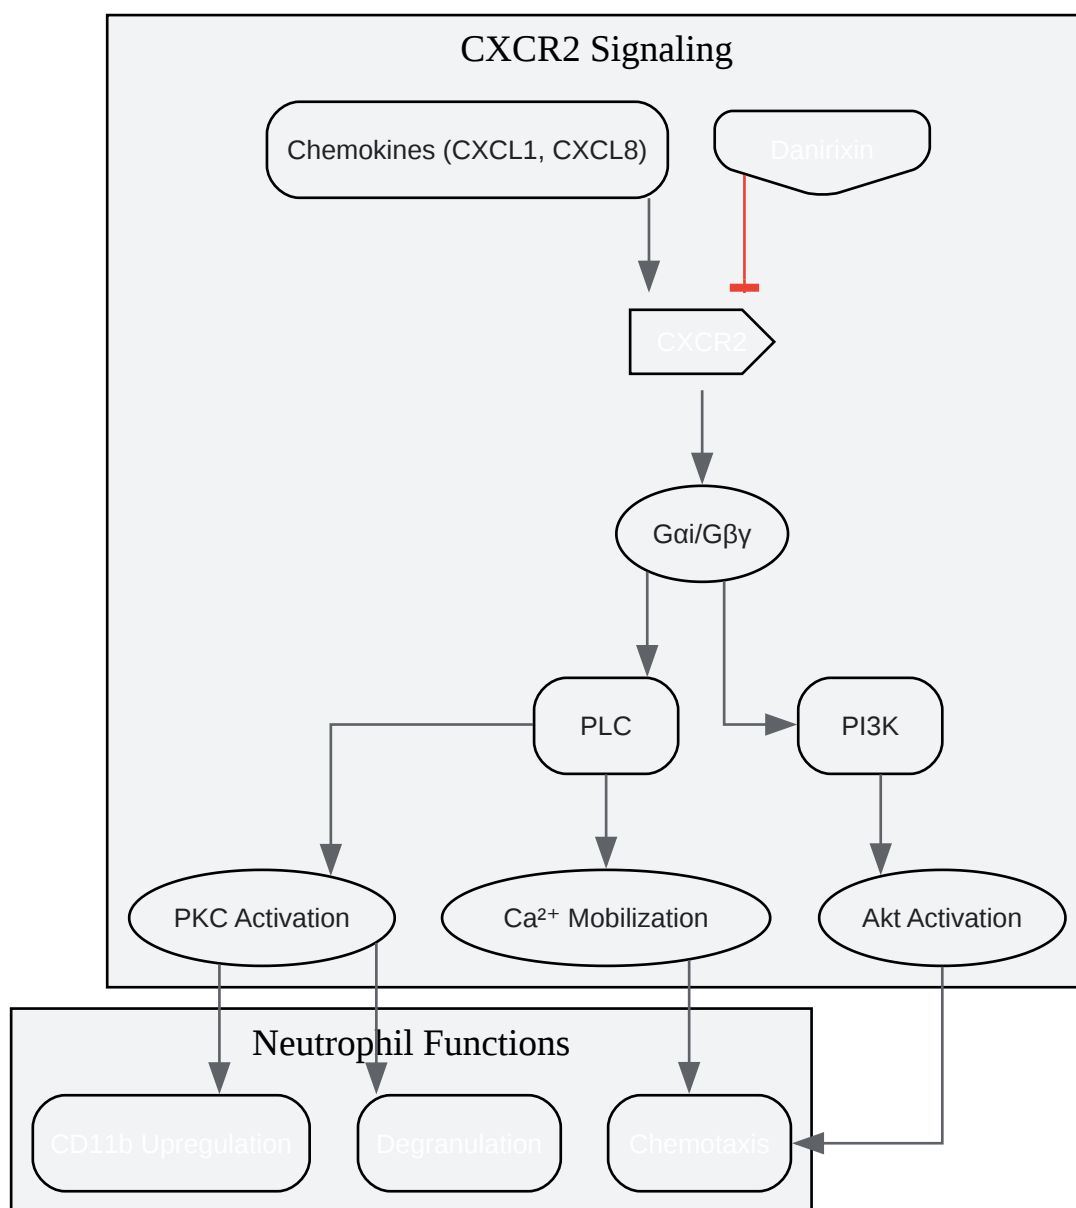 CXCR2 Signaling
Chemokines (CXCL1, CXCL8)
Danirixin
CXCR2
Gαi/Gβγ
PLC
PI3K
PKC Activation
Ca²⁺ Mobilization
Akt Activation
Neutrophil Functions
CD11b Upregulation
Degranulation
Chemotaxis